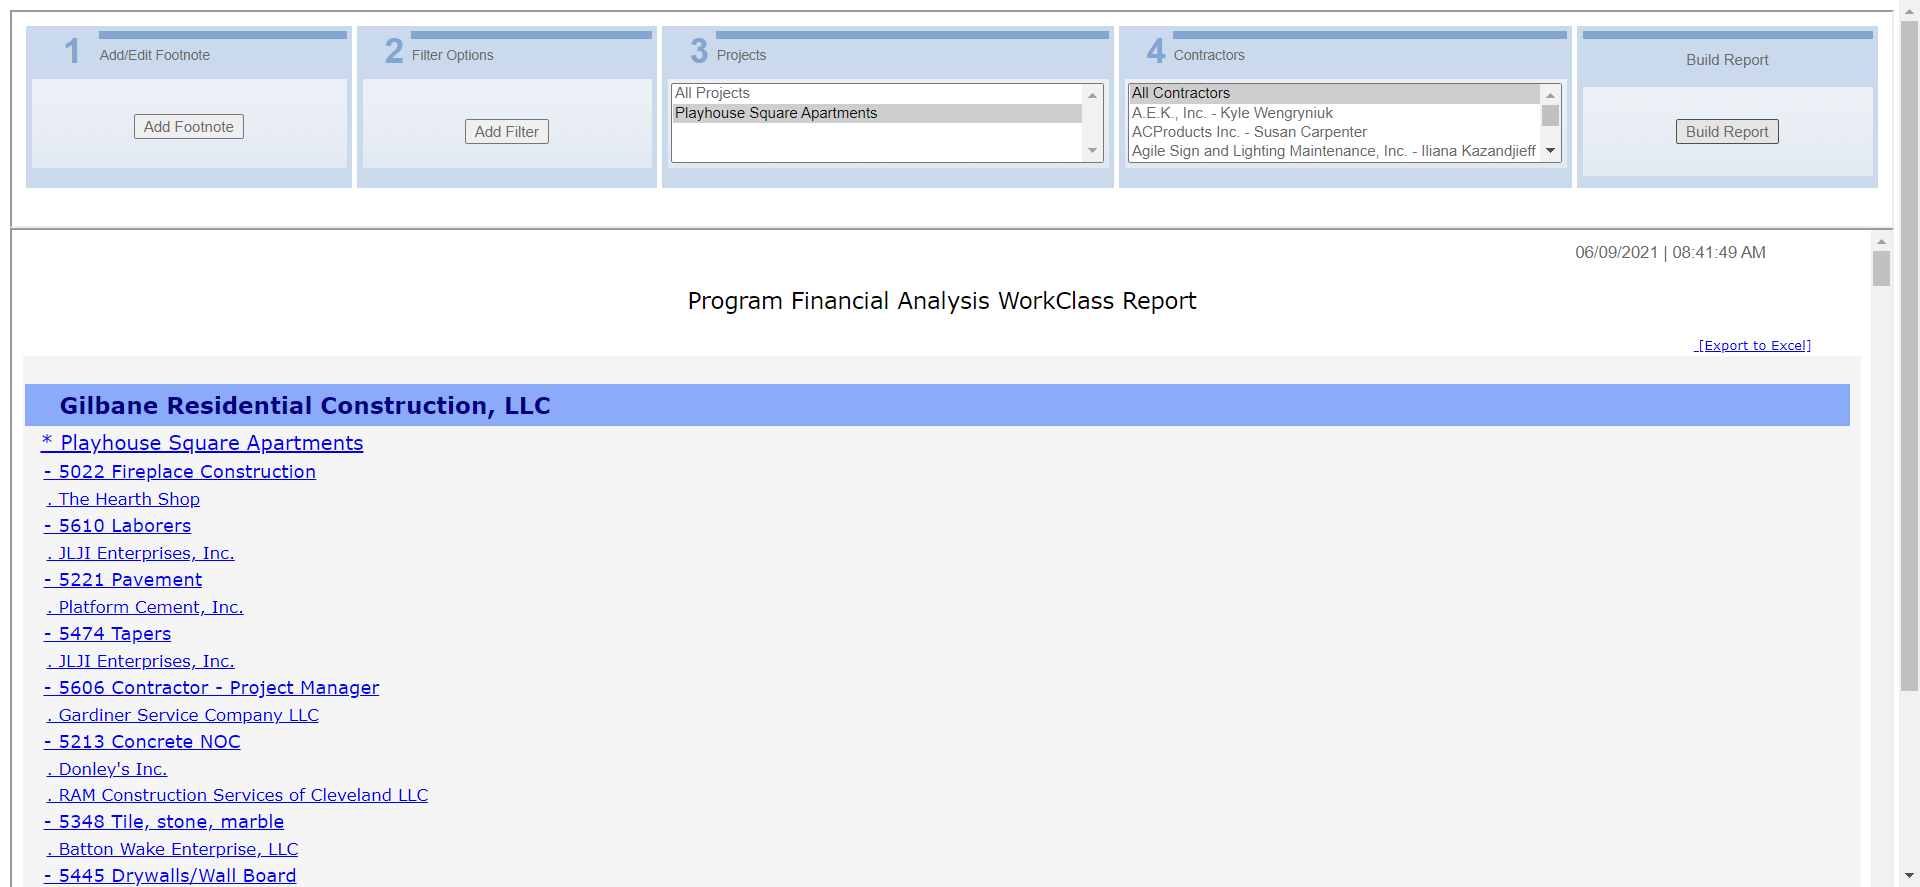 1 Add/Edit Footnote
Add Footnote
2 Filter Options
Add Filter
3 Projects
All Projects
Playhouse Square Apartments
4 Contractors
All Contractors
A.E.K., Inc. - Kyle Wengryniuk
ACProducts Inc. - Susan Carpenter
Agile Sign and Lighting Maintenance, Inc. - Iliana Kazandjieff
Build Report
Build Report
06/09/2021 | 08:41:49 AM
Program Financial Analysis WorkClass Report
[Export to Excel]
Gilbane Residential Construction, LLC
* Playhouse Square Apartments
- 5022 Fireplace Construction
. The Hearth Shop
- 5610 Laborers
. JLJI Enterprises, Inc.
- 5221 Pavement
. Platform Cement, Inc.
- 5474 Tapers
. JLJI Enterprises, Inc.
- 5606 Contractor - Project Manager
. Gardiner Service Company LLC
- 5213 Concrete NOC
. Donley's Inc.
. RAM Construction Services of Cleveland LLC
- 5348 Tile, stone, marble
. Batton Wake Enterprise, LLC
- 5445 Drywalls/Wall Board